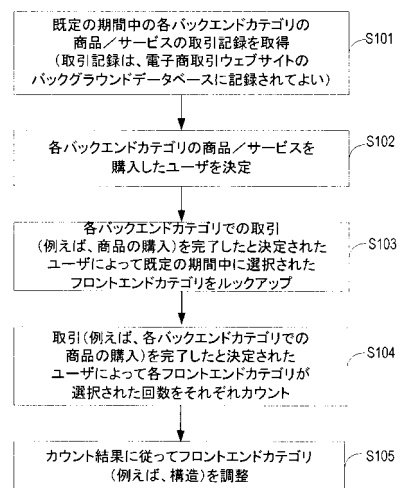 既定の期間中の各バックエンドカテゴリの
商品／サービスの取引記録を取得
(取引記録は、電子商取引ウェブサイトの
バックグラウンドデータベースに記録されてよい)
S101
各バックエンドカテゴリの商品／サービスを
購入したユーザを決定
S102
各バックエンドカテゴリでの取引
(例えば、商品の購入)を完了したと決定された
ユーザによって既定の期間中に選択された
フロントエンドカテゴリをルックアップ
S103
取引(例えば、各バックエンドカテゴリでの
商品の購入)を完了したと決定された
ユーザによって各フロントエンドカテゴリが
選択された回数をそれぞれカウント
S104
カウント結果に従ってフロントエンドカテゴリ
(例えば、構造)を調整
S105